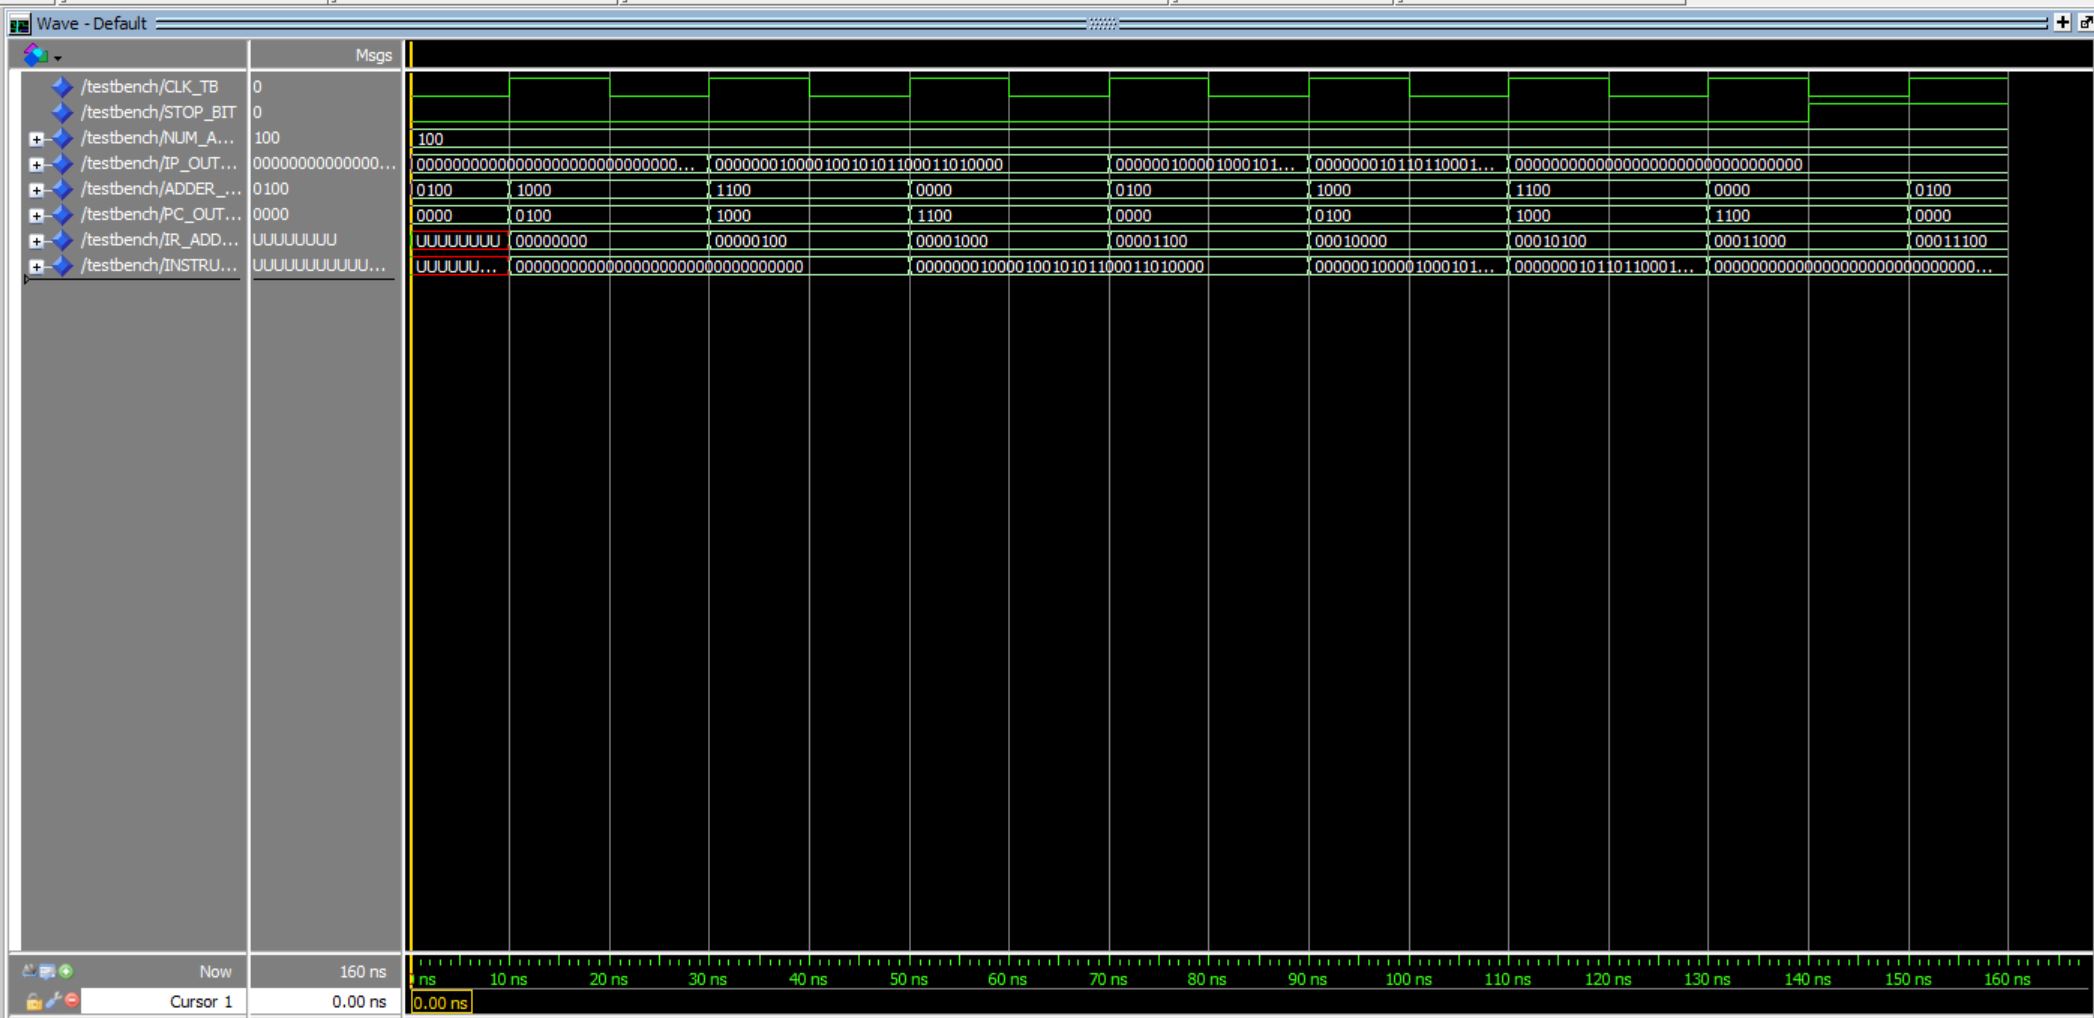 Wave - Default
Msgs
/testbench/CLK_TB 0
/testbench/STOP_BIT 0
/testbench/NUM_A... 100 100
/testbench/IP_OUT... 00000000000000... 0000000000000000000000000000... 00000001000010010101100011010000 000000100001000101... 000000010110110001... 00000000000000000000000000000000
/testbench/ADDER_... 0100 0100 1000 1100 0000 0100 1000 1100 0000 0100
/testbench/PC_OUT... 0000 0000 0100 1000 1100 0000 0100 1000 1100 0000
/testbench/IR_ADD... UUUUUUUU UUUUUUUU 00000000 00000100 00001000 00001100 00010000 00010100 00011000 00011100
/testbench/INSTRU... UUUUUUUUUUU... UUUUUU... 00000000000000000000000000000000 00000001000010010101100011010000 000000100001000101... 000000010110110001... 00000000000000000000000000000...
Now 160 ns ns 10 ns 20 ns 30 ns 40 ns 50 ns 60 ns 70 ns 80 ns 90 ns 100 ns 110 ns 120 ns 130 ns 140 ns 150 ns 160 ns
Cursor 1 0.00 ns 0.00 ns